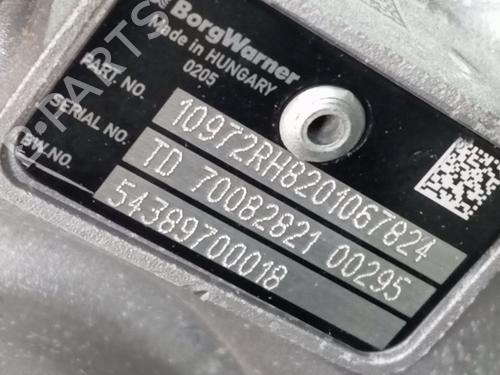 BorgWarner
Made in HUNGARY
0205
PART. NO. 10972RH8201067824
SERIAL NO. TD 70082821 00295
BW.NO. 54389700018